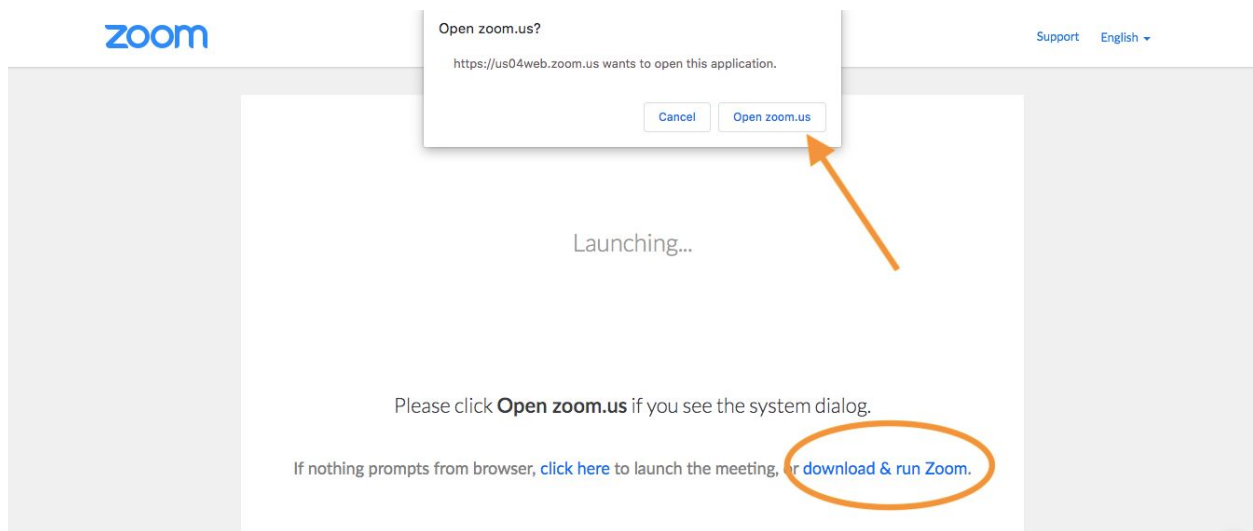 zoom
Open zoom.us?
https://us04web.zoom.us wants to open this application.
Cancel Open zoom.us
Support English
Launching...
Please click Open zoom.us if you see the system dialog.
If nothing prompts from browser, click here to launch the meeting, or download & run Zoom.